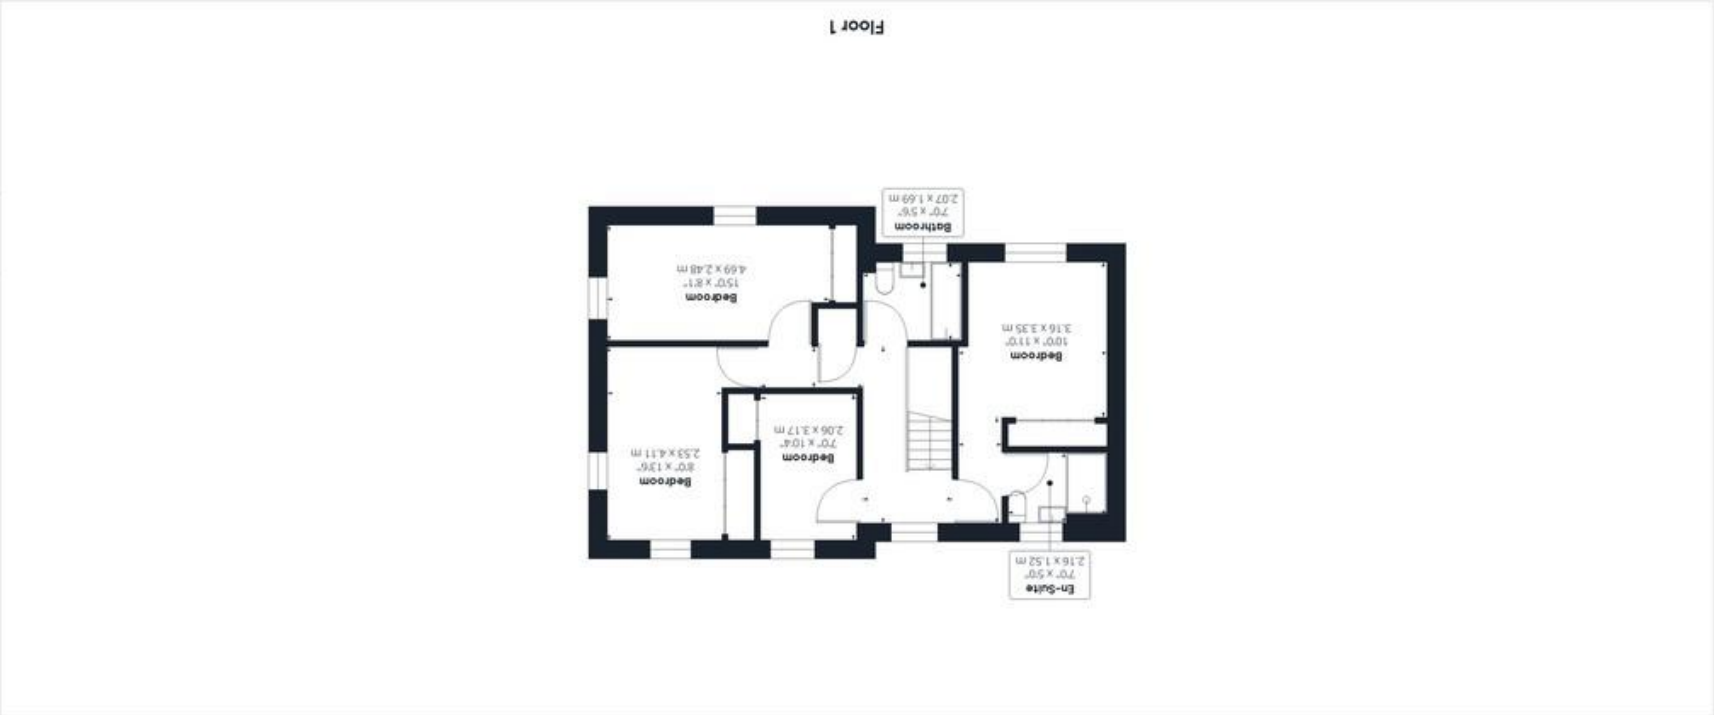 En-Suite
7'0" x 5'0"
2.16 x 1.52 m
Bedroom
8'0" x 13'6"
2.53 x 4.11 m
Bedroom
7'0" x 10'4"
2.06 x 3.17 m
Bedroom
10'0" x 11'0"
3.16 x 3.35 m
Bedroom
15'0" x 8'1"
4.69 x 2.48 m
Bathroom
7'0" x 5'6"
2.07 x 1.69 m
Floor 1